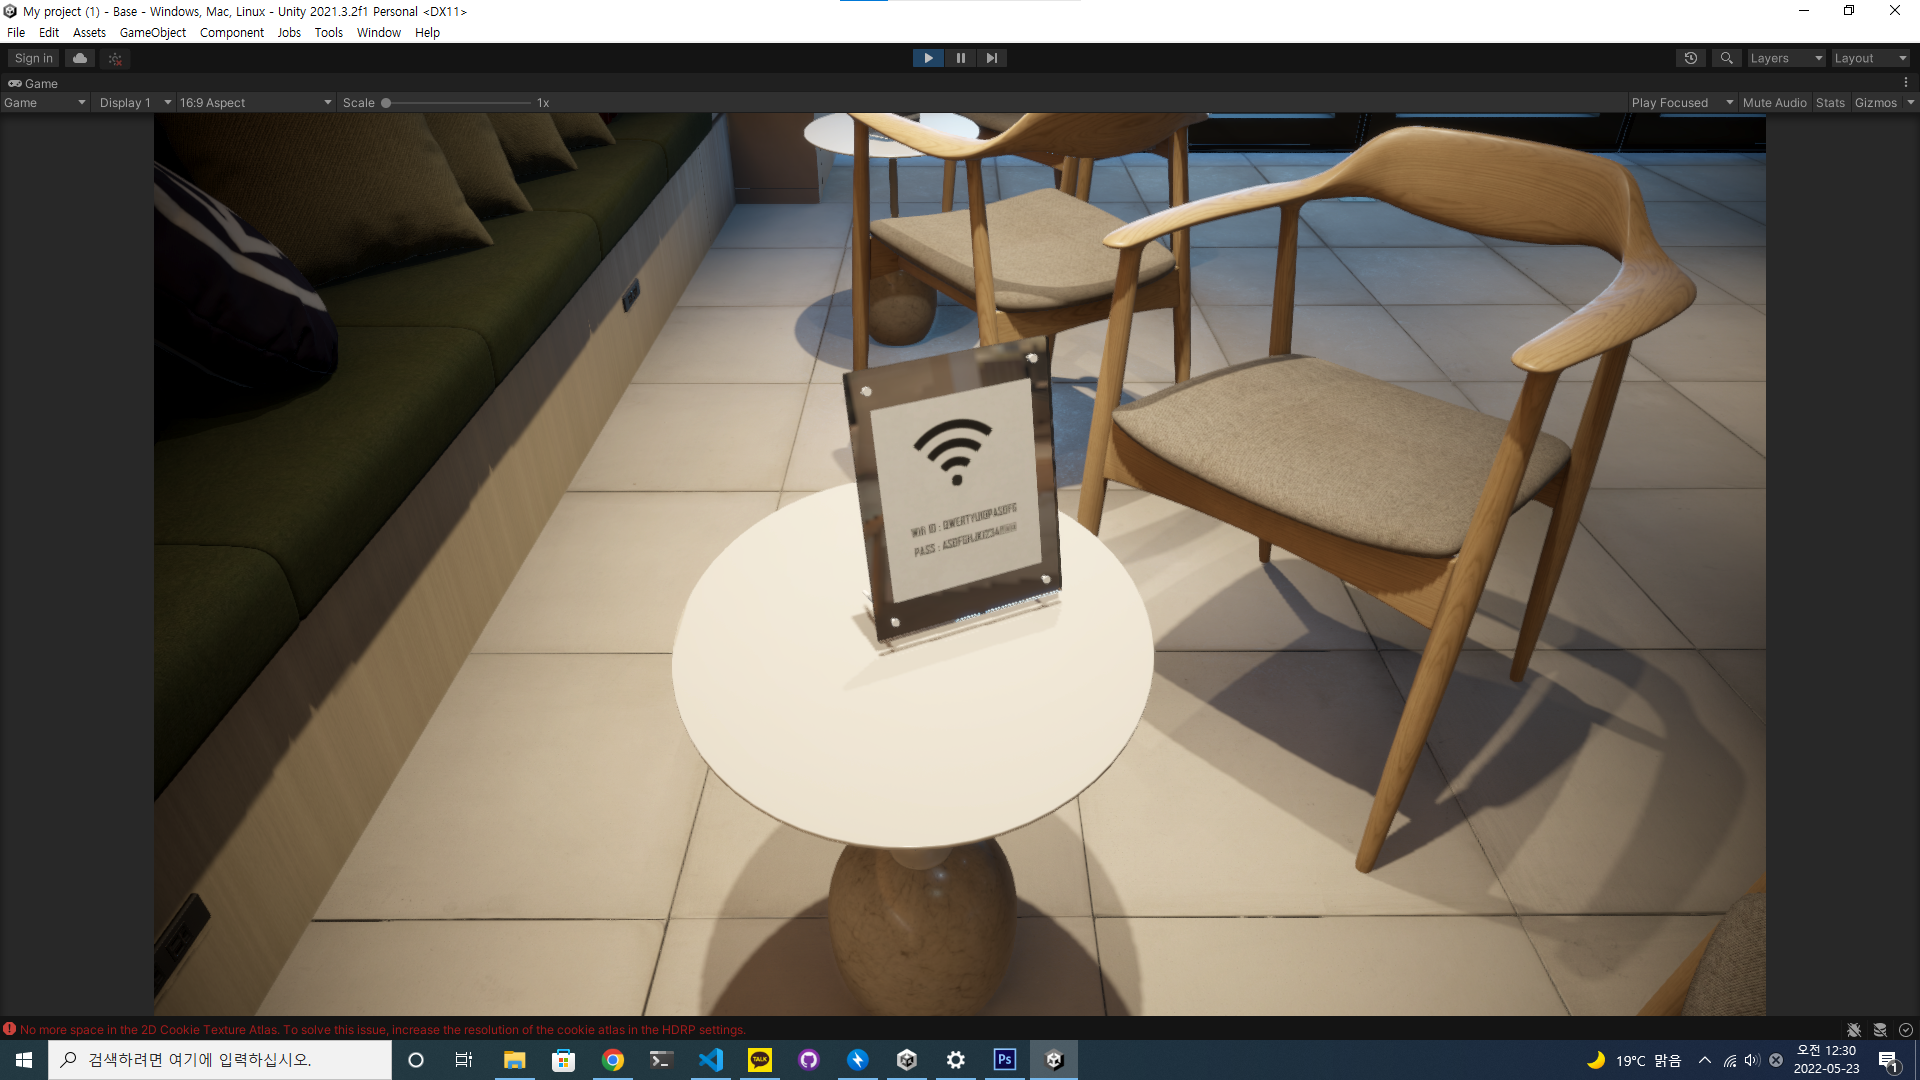 My project (1) - Base - Windows, Mac, Linux - Unity 2021.3.2f1 Personal <DX11>
File Edit Assets GameObject Component Jobs Tools Window Help
Sign in
Layers Layout
Game
Game Display 1 16:9 Aspect Scale 1x Play Focused Mute Audio Stats Gizmos
Wifi ID :
PASS :
No more space in the 2D Cookie Texture Atlas. To solve this issue, increase the resolution of the cookie atlas in the HDRP settings.
검색하려면 여기에 입력하십시오.
TALK
Ps
19°C 맑음
오전 12:30
2022-05-23
1